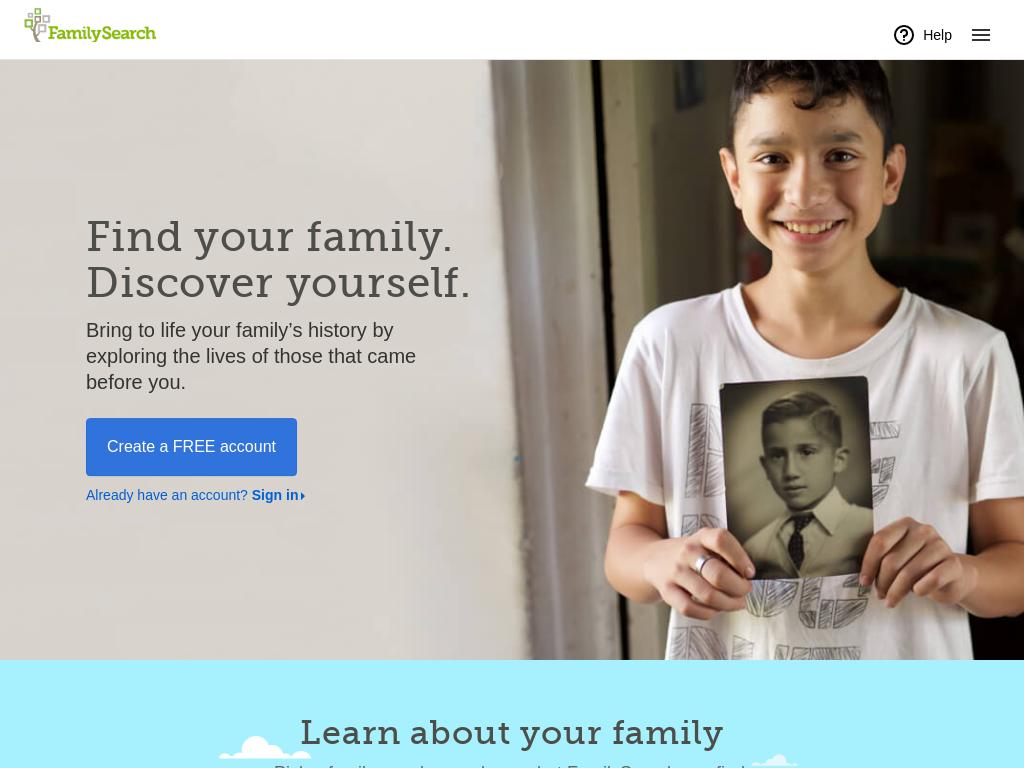 FamilySearch
Help
Find your family.
Discover yourself.
Bring to life your family’s history by
exploring the lives of those that came
before you.
Create a FREE account
Already have an account? Sign in
Learn about your family